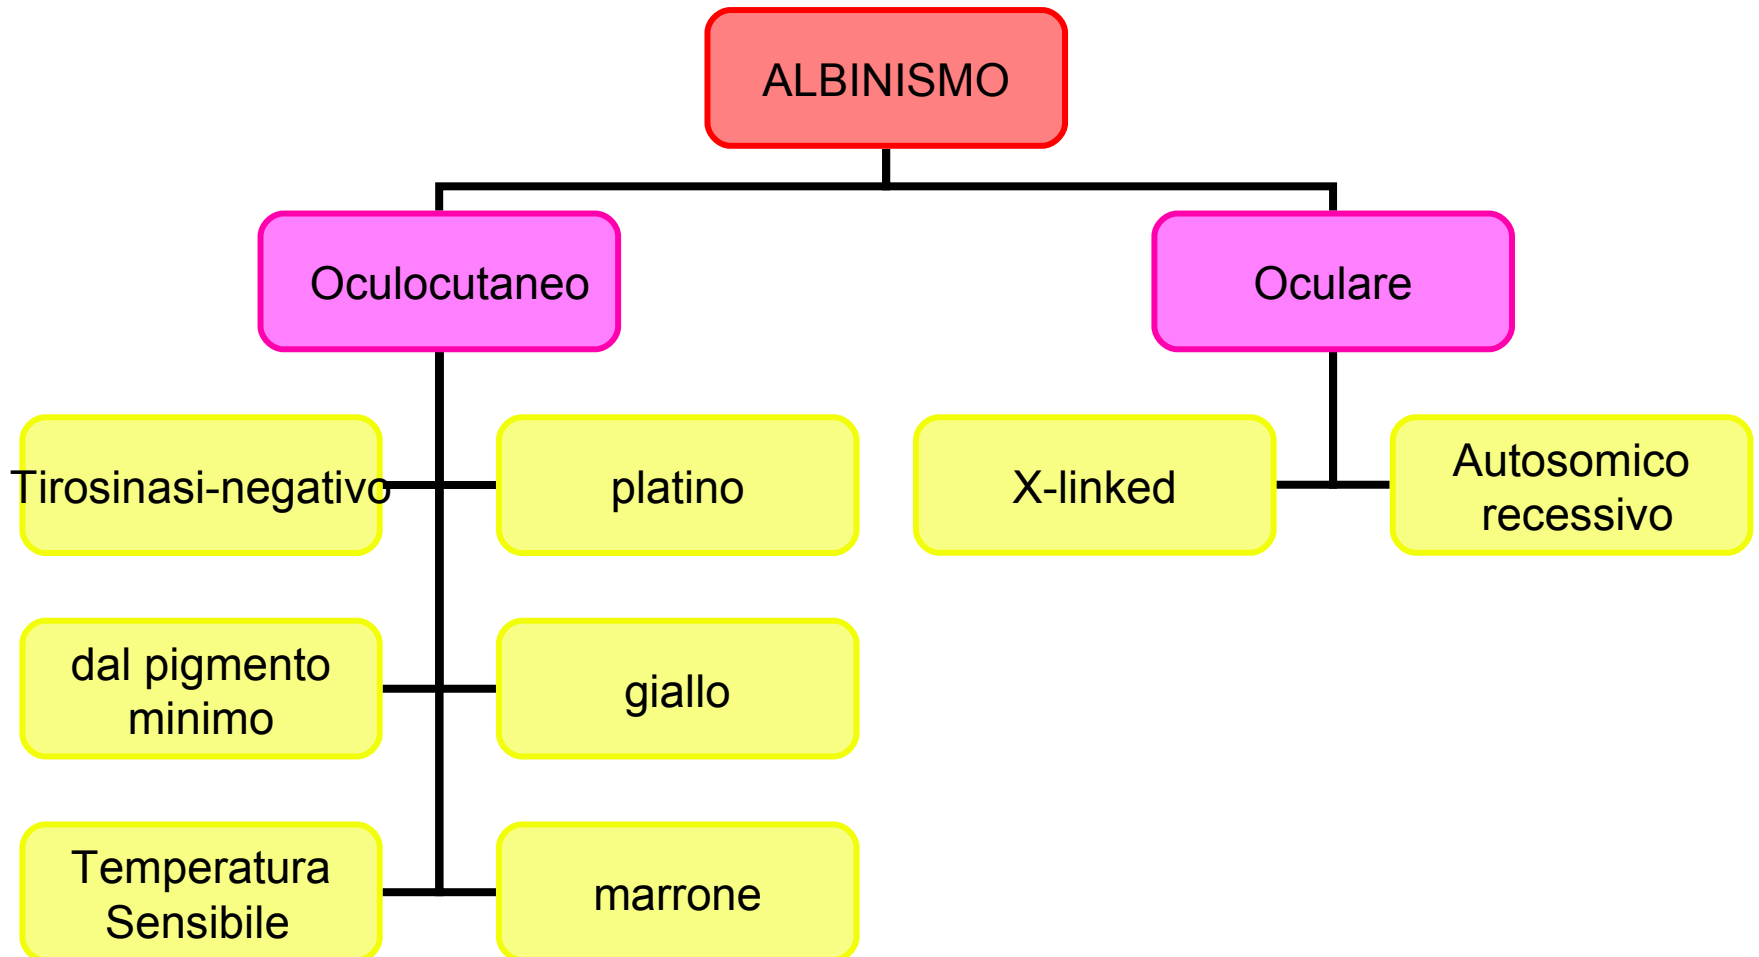 ALBINISMO
Oculocutaneo
Oculare
Tirosinasi-negativo
platino
X-linked
Autosomico
recessivo
dal pigmento
minimo
giallo
Temperatura
Sensibile
marrone